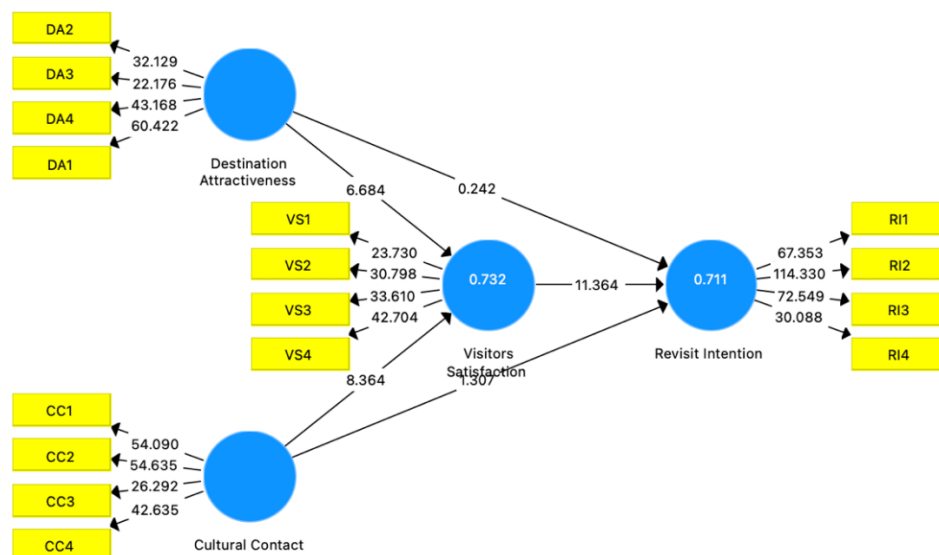 DA2
DA3
DA4
DA1
32.129
22.176
43.168
60.422
Destination
Attractiveness
6.684
0.242
VS1
VS2
VS3
VS4
23.730
30.798
33.610
42.704
0.732
Visitors
Satisfaction
11.364
0.711
Revisit Intention
RI1
RI2
RI3
RI4
67.353
114.330
72.549
30.088
8.364
1.307
CC1
CC2
CC3
CC4
54.090
54.635
26.292
42.635
Cultural Contact